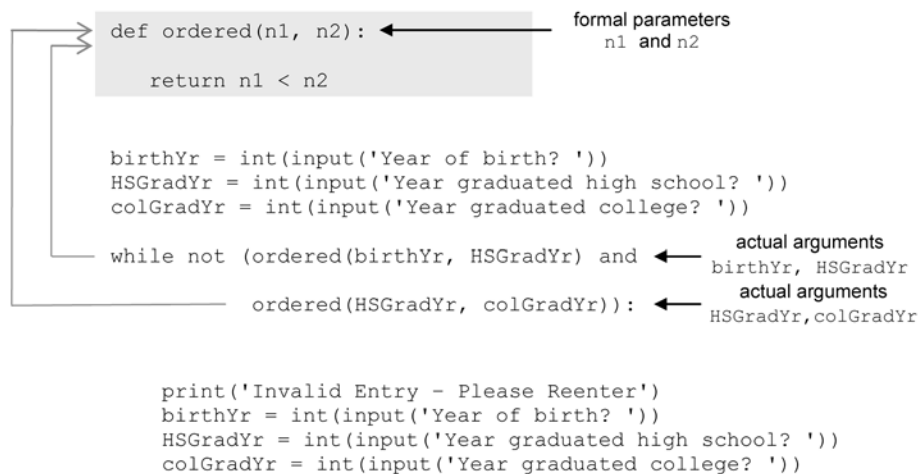 def ordered(n1, n2):
formal parameters
n1 and n2
return n1 < n2
birthYr = int(input('Year of birth? '))
HSGradYr = int(input('Year graduated high school? '))
colGradYr = int(input('Year graduated college? '))
while not (ordered(birthYr, HSGradYr) and
actual arguments
birthYr, HSGradYr
ordered(HSGradYr, colGradYr)):
actual arguments
HSGradYr,colGradYr
print('Invalid Entry – Please Reenter')
birthYr = int(input('Year of birth? '))
HSGradYr = int(input('Year graduated high school? '))
colGradYr = int(input('Year graduated college? '))